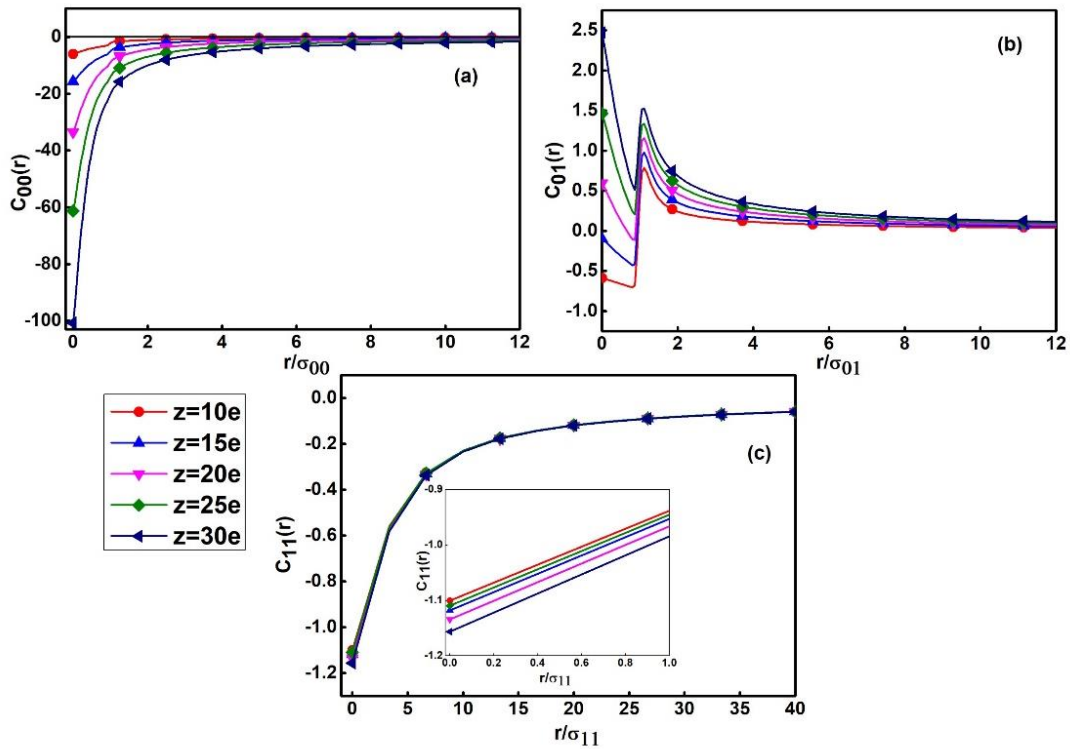 0
-20
-40
-60
-80
-100
C00(r)
0 2 4 6 8 10 12
r/σ00
(a)
2.5
2.0
1.5
1.0
0.5
0.0
-0.5
-1.0
C01(r)
0 2 4 6 8 10 12
r/σ01
(b)
z=10e
z=15e
z=20e
z=25e
z=30e
0.0
-0.2
-0.4
-0.6
-0.8
-1.0
-1.2
C11(r)
0 5 10 15 20 25 30 35 40
r/σ11
(c)
-0.9
-1.0
-1.1
-1.2
C11(r)
0.0 0.2 0.4 0.6 0.8 1.0
r/σ11